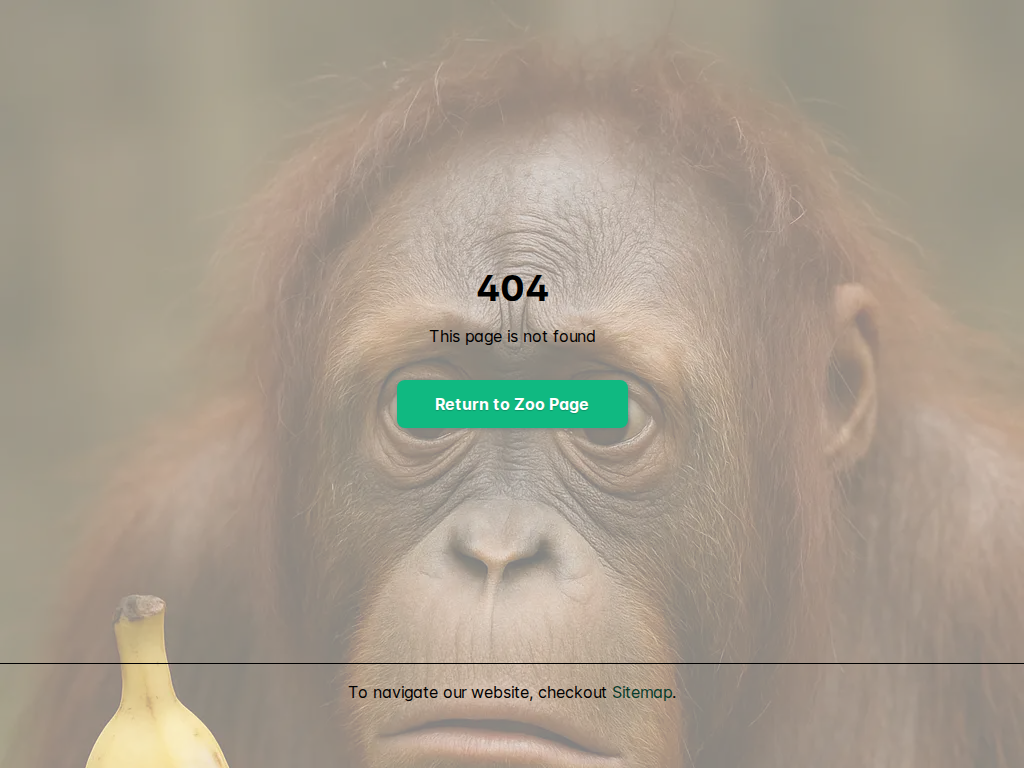 404
This page is not found
Return to Zoo Page
To navigate our website, checkout Sitemap.